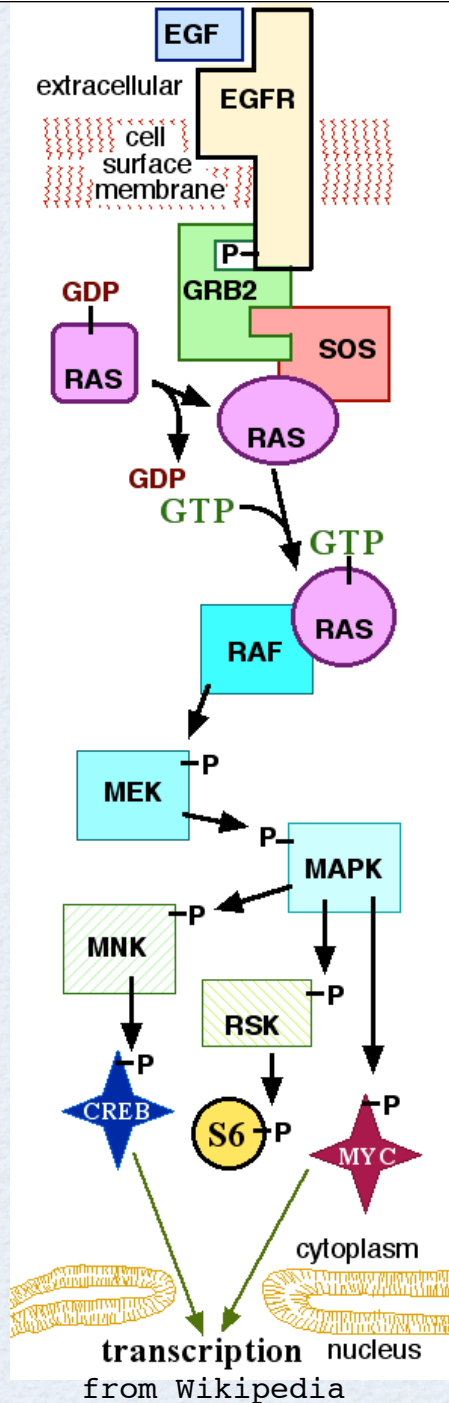 EGF
extracellular
EGFR
cell
surface
membrane
P
GRB2
GDP
SOS
RAS
RAS
GDP
GTP
GTP
RAS
RAF
P
MEK
P
MAPK
P
MNK
P
RSK
P
CREB
P
S6
P
MYC
cytoplasm
transcription nucleus
from Wikipedia